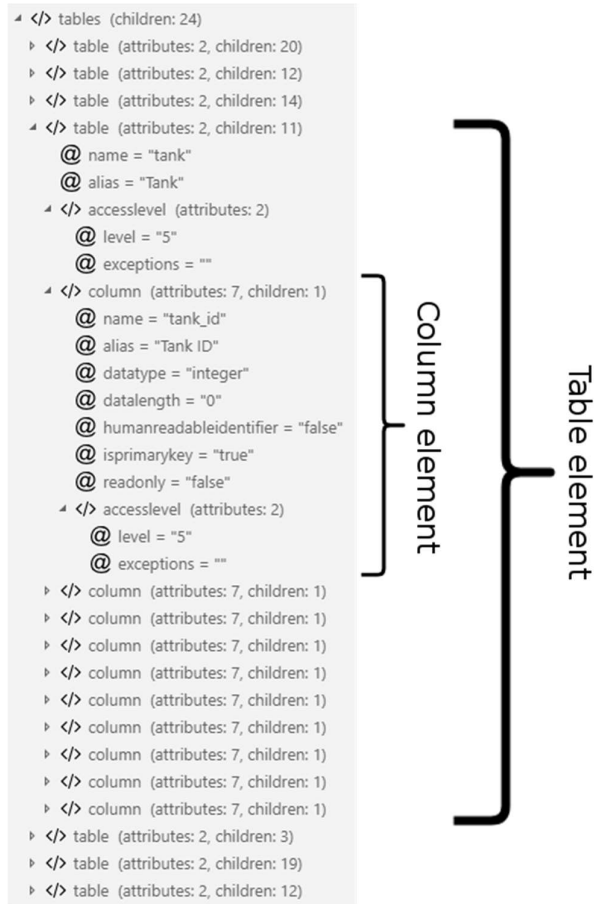 </> tables (children: 24)
</> table (attributes: 2, children: 20)
</> table (attributes: 2, children: 12)
</> table (attributes: 2, children: 14)
</> table (attributes: 2, children: 11)
@ name = "tank"
@ alias = "Tank"
</> accesslevel (attributes: 2)
@ level = "5"
@ exceptions = ""
</> column (attributes: 7, children: 1)
@ name = "tank_id"
@ alias = "Tank ID"
@ datatype = "integer"
@ datalength = "0"
@ humanreadableidentifier = "false"
@ isprimarykey = "true"
@ readonly = "false"
</> accesslevel (attributes: 2)
@ level = "5"
@ exceptions = ""
</> column (attributes: 7, children: 1)
</> column (attributes: 7, children: 1)
</> column (attributes: 7, children: 1)
</> column (attributes: 7, children: 1)
</> column (attributes: 7, children: 1)
</> column (attributes: 7, children: 1)
</> column (attributes: 7, children: 1)
</> column (attributes: 7, children: 1)
</> column (attributes: 7, children: 1)
</> table (attributes: 2, children: 3)
</> table (attributes: 2, children: 19)
</> table (attributes: 2, children: 12)
Column element
Table element